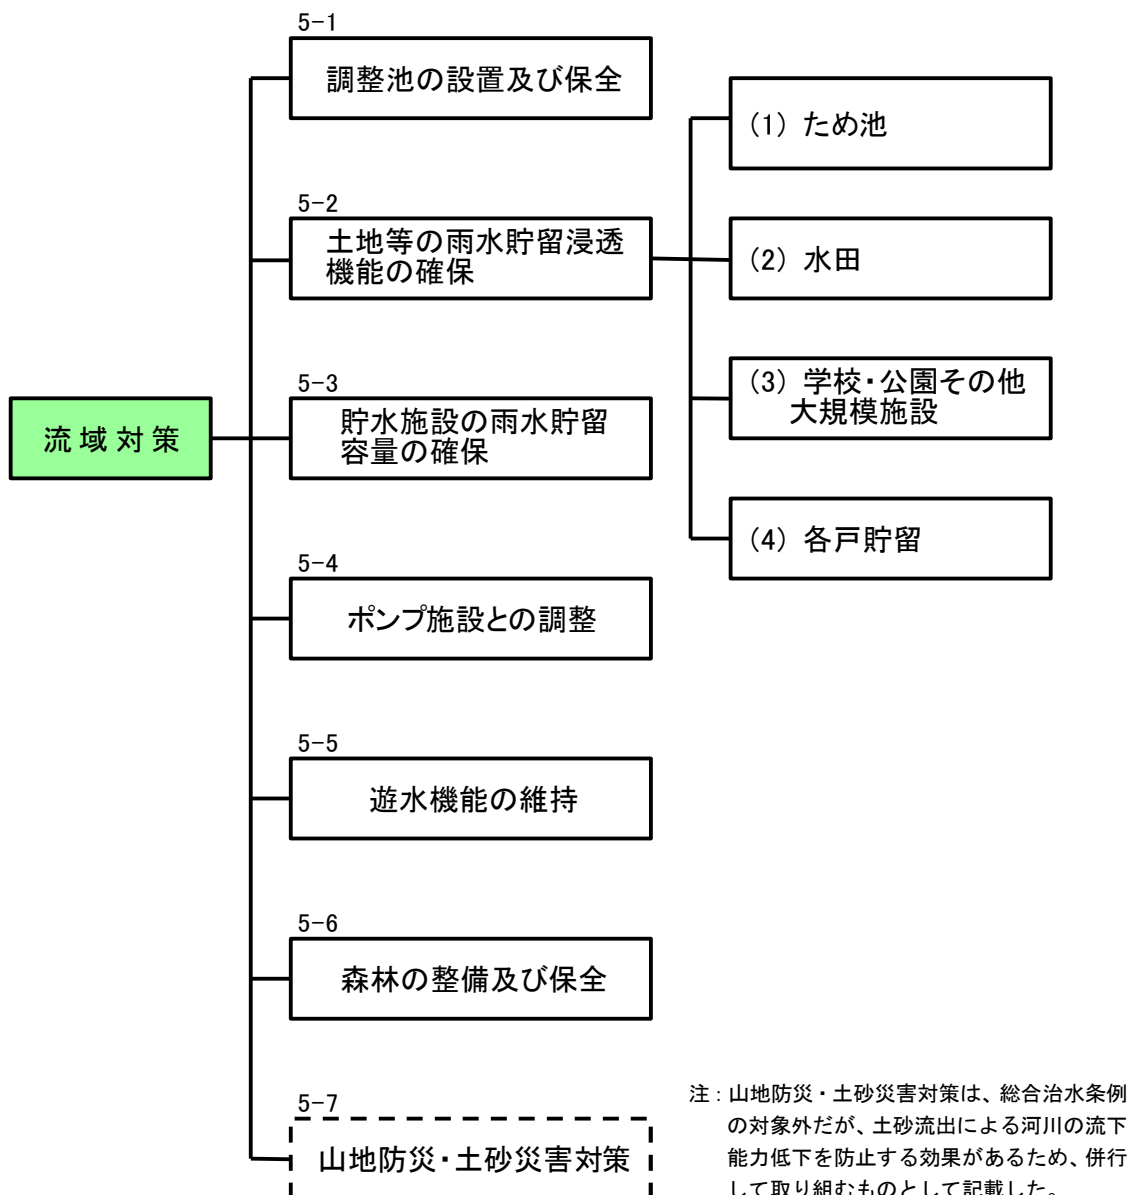 5-1
調整池の設置及び保全
(1) ため池
5-2
土地等の雨水貯留浸透
機能の確保
(2) 水田
5-3
貯水施設の雨水貯留
容量の確保
(3) 学校・公園その他
大規模施設
流域対策
(4) 各戸貯留
5-4
ポンプ施設との調整
5-5
遊水機能の維持
5-6
森林の整備及び保全
5-7
山地防災・土砂災害対策
注：山地防災・土砂災害対策は、総合治水条例
の対象外だが、土砂流出による河川の流下
能力低下を防止する効果があるため、併行
して取り組むものとして記載した。